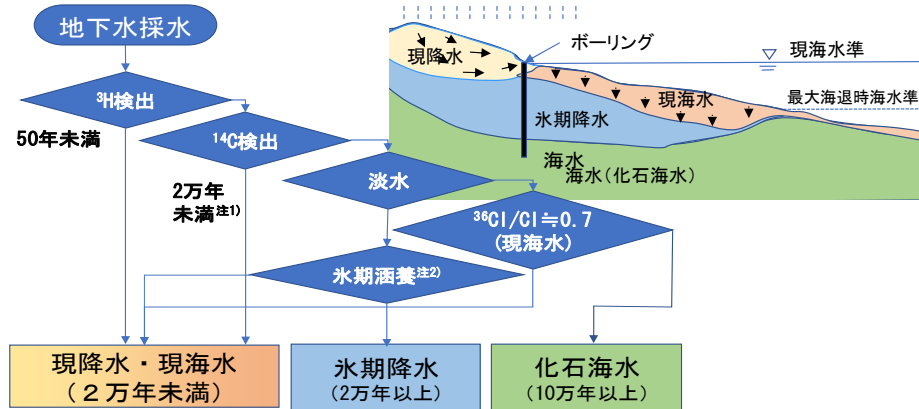 地下水採水
³H検出
50年未満
¹⁴C検出
2万年
未満注1)
淡水
³⁶Cl/Cl≒0.7
(現海水)
氷期涵養注2)
現降水・現海水
(２万年未満)
氷期降水
(2万年以上)
化石海水
(10万年以上)
ボーリング
現海水準
現降水
現海水
最大海退時海水準
氷期降水
海水
海水(化石海水)